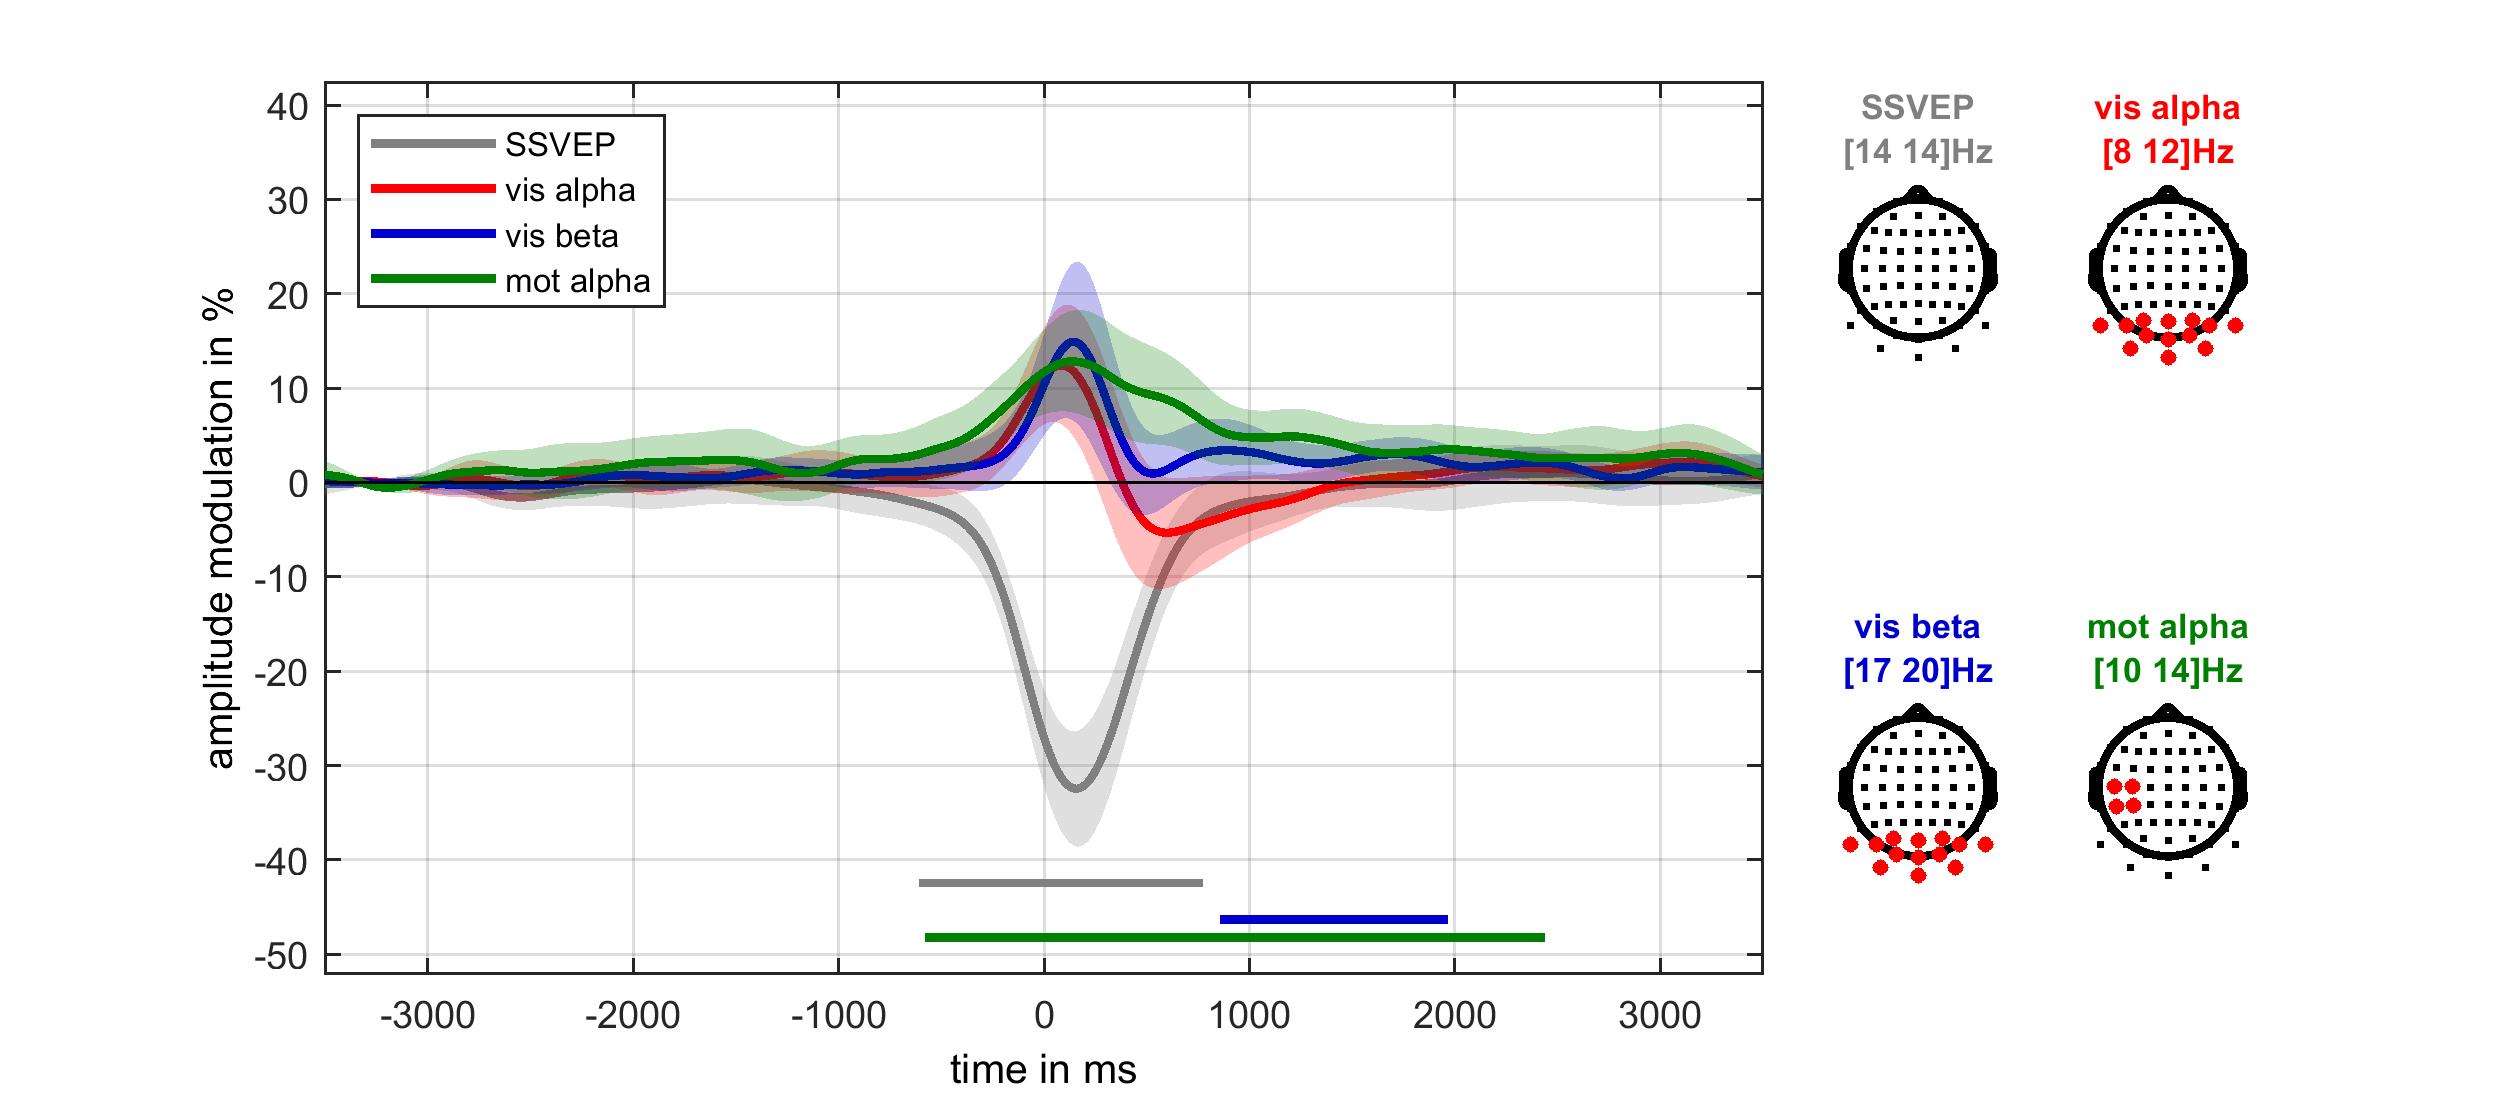 40
30
20
10
0
-10
-20
-30
-40
-50
amplitude modulation in %
SSVEP
vis alpha
vis beta
mot alpha
-3000
-2000
-1000
0
1000
2000
3000
time in ms
SSVEP
[14 14]Hz
vis alpha
[8 12]Hz
vis beta
[17 20]Hz
mot alpha
[10 14]Hz